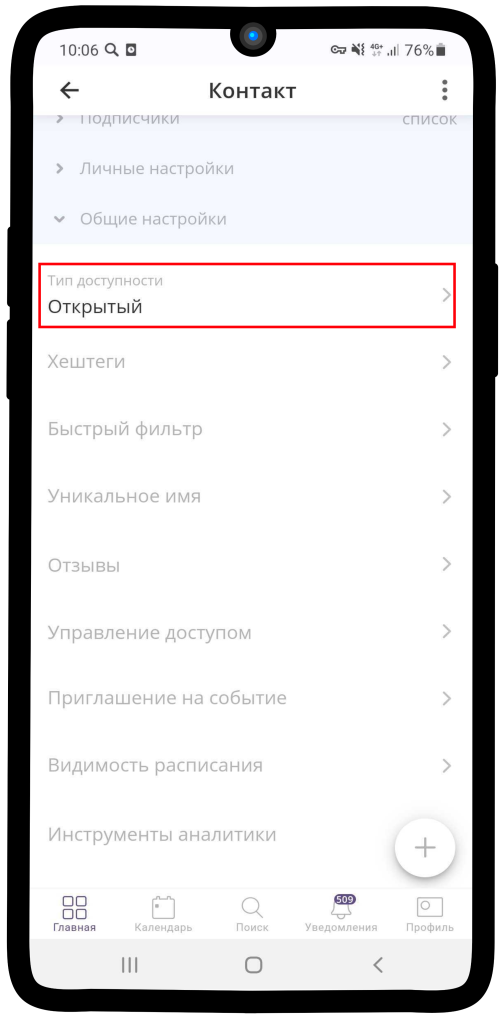 10:06 4G+ 76%
Контакт
Подписчики список
Личные настройки
Общие настройки
Тип доступности
Открытый
Хештеги
Быстрый фильтр
Уникальное имя
Отзывы
Управление доступом
Приглашение на событие
Видимость расписания
Инструменты аналитики
509
Главная Календарь Поиск Уведомления Профиль